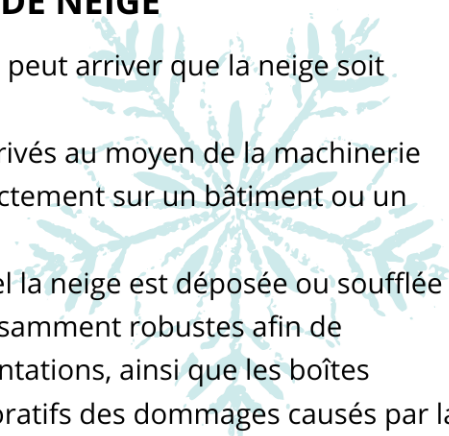 DE NEIGE
peut arriver que la neige soit
rivés au moyen de la machinerie
ctement sur un bâtiment ou un
el la neige est déposée ou soufflée
samment robustes afin de
ntations, ainsi que les boîtes
oratifs des dommages causés par la